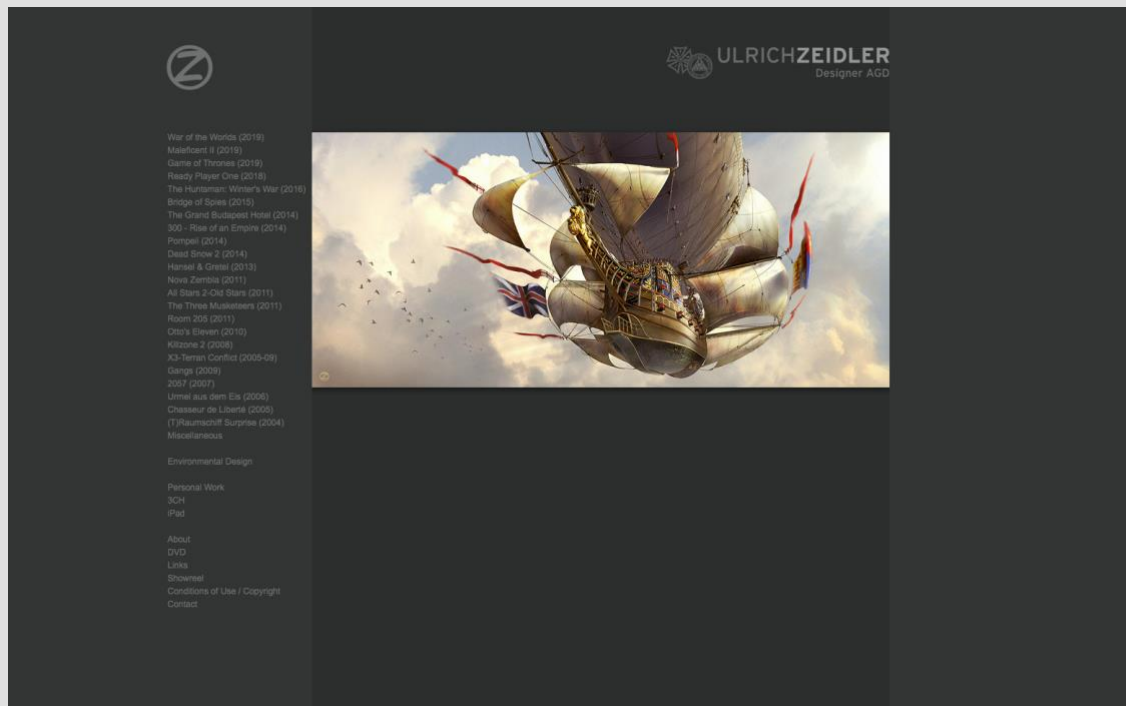 Z
ULRICHZEIDLER
Designer AGD
War of the Worlds (2019)
Maleficent II (2019)
Game of Thrones (2019)
Ready Player One (2018)
The Huntsman: Winter's War (2016)
Bridge of Spies (2015)
The Grand Budapest Hotel (2014)
300 - Rise of an Empire (2014)
Pompeii (2014)
Dead Snow 2 (2014)
Hansel & Gretel (2013)
Nova Zembla (2011)
All Stars 2-Old Stars (2011)
The Three Musketeers (2011)
Room 205 (2011)
Otto's Eleven (2010)
Killzone 2 (2008)
X3-Terran Conflict (2005-09)
Gangs (2009)
2057 (2007)
Urmel aus dem Eis (2006)
Chasseur de Liberté (2005)
(T)Raumschiff Surprise (2004)
Miscellaneous
Environmental Design
Personal Work
3CH
iPad
About
DVD
Links
Showreel
Conditions of Use / Copyright
Contact